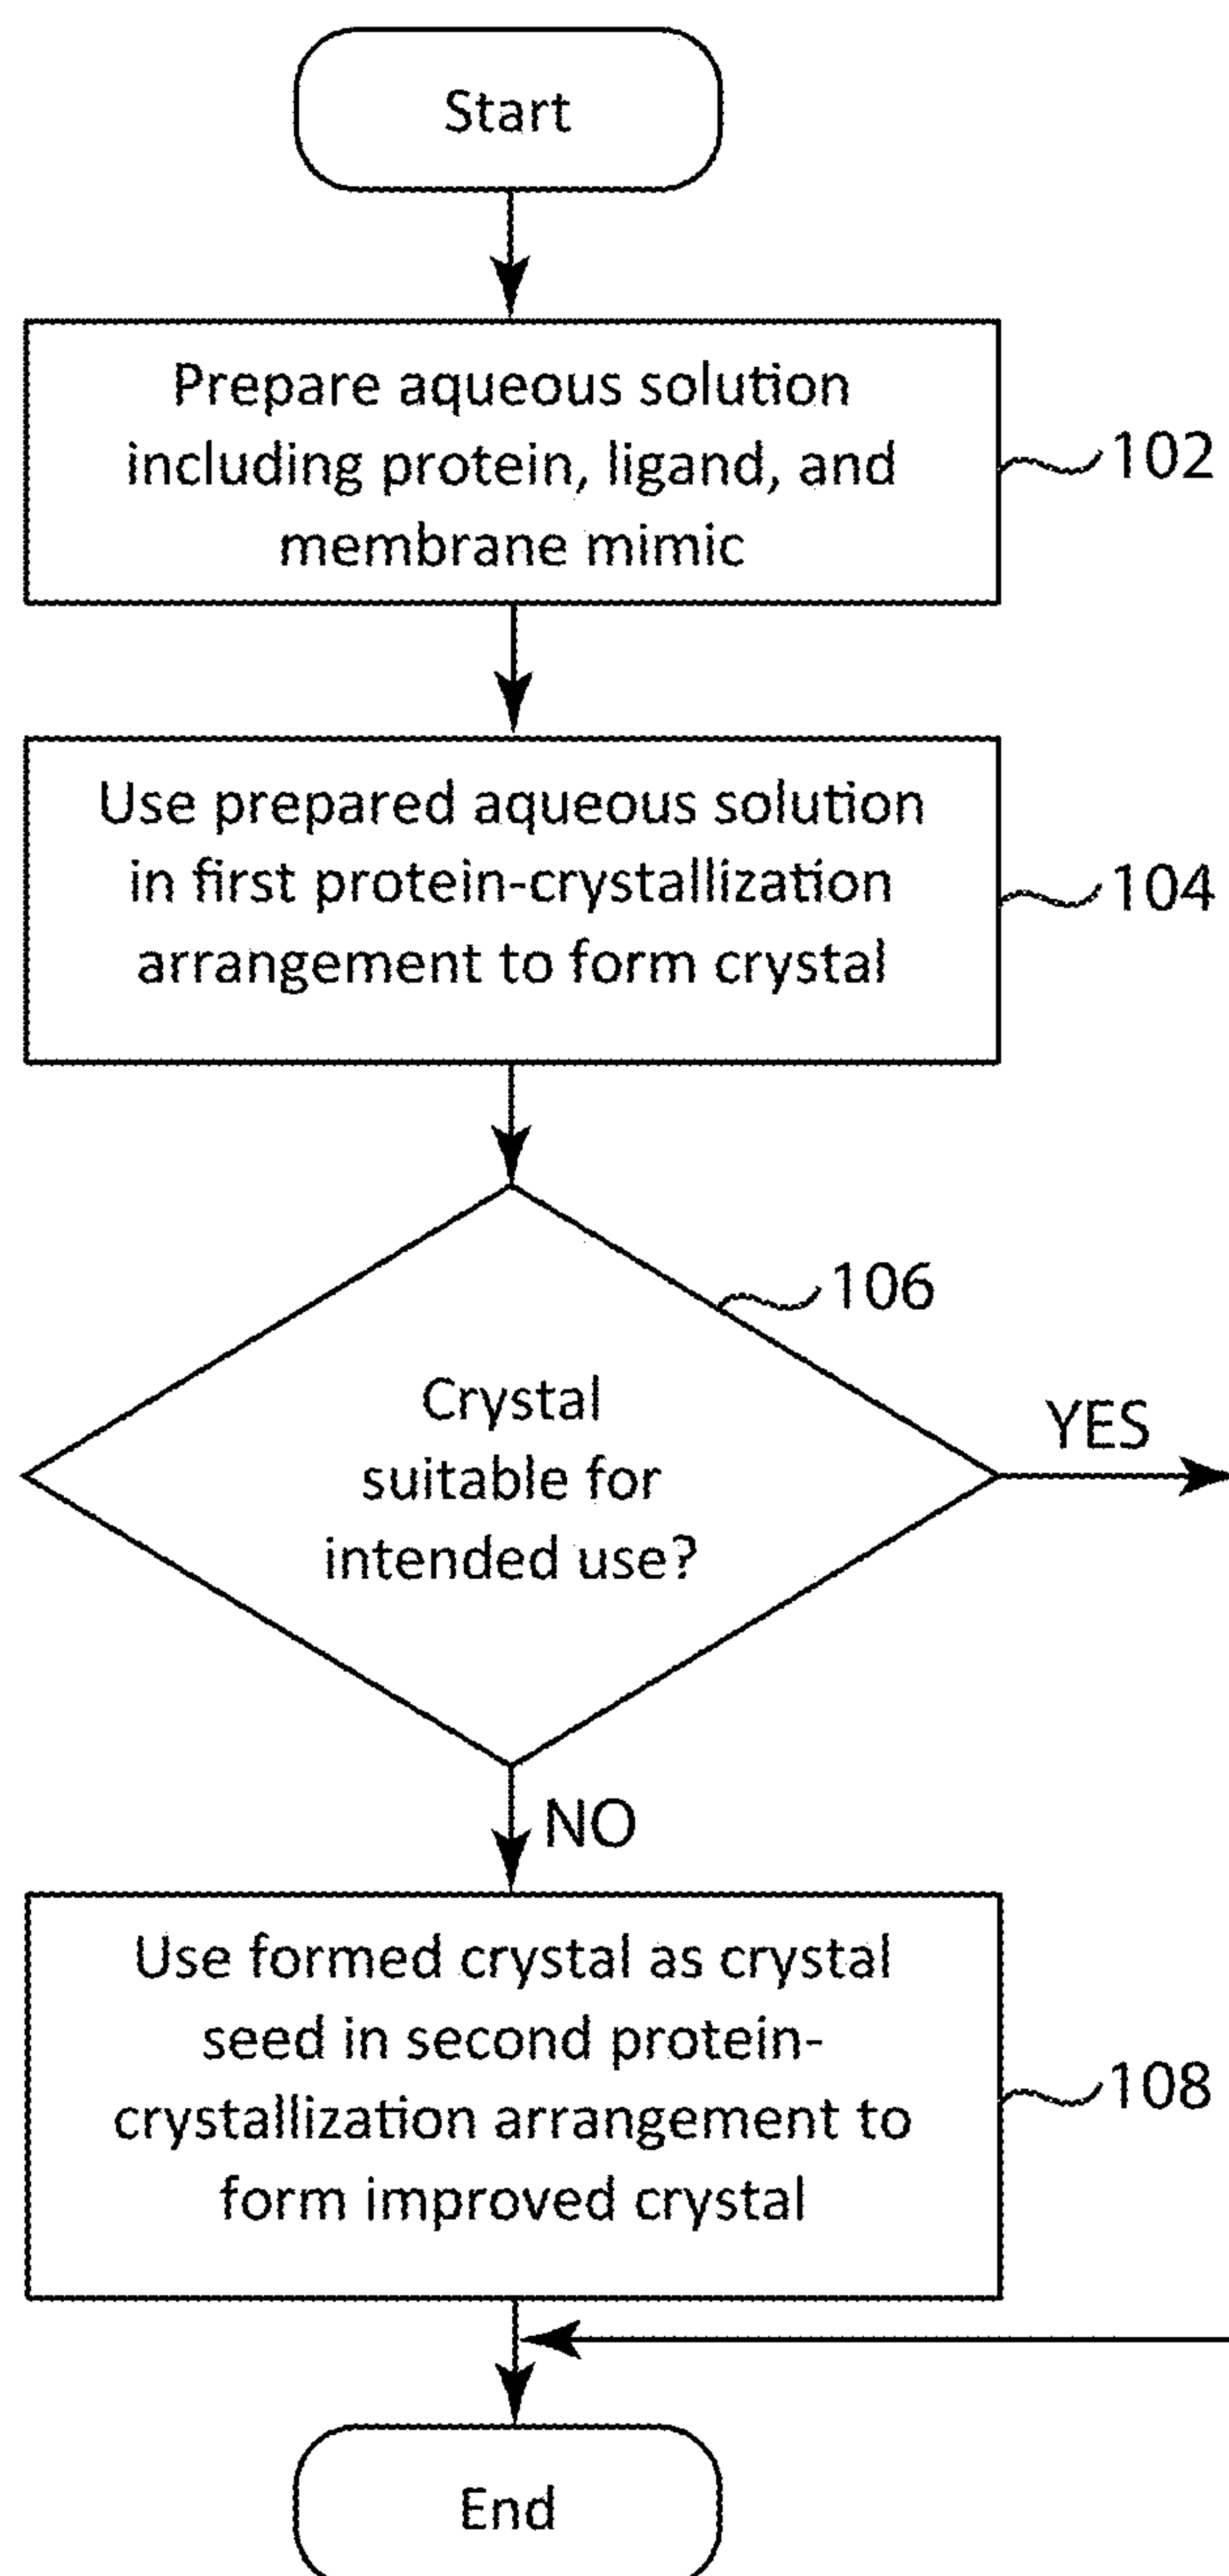 Start
Prepare aqueous solution
including protein, ligand, and
membrane mimic
102
Use prepared aqueous solution
in first protein-crystallization
arrangement to form crystal
104
106
Crystal
suitable for
intended use?
YES
NO
Use formed crystal as crystal
seed in second protein-
crystallization arrangement to
form improved crystal
108
End